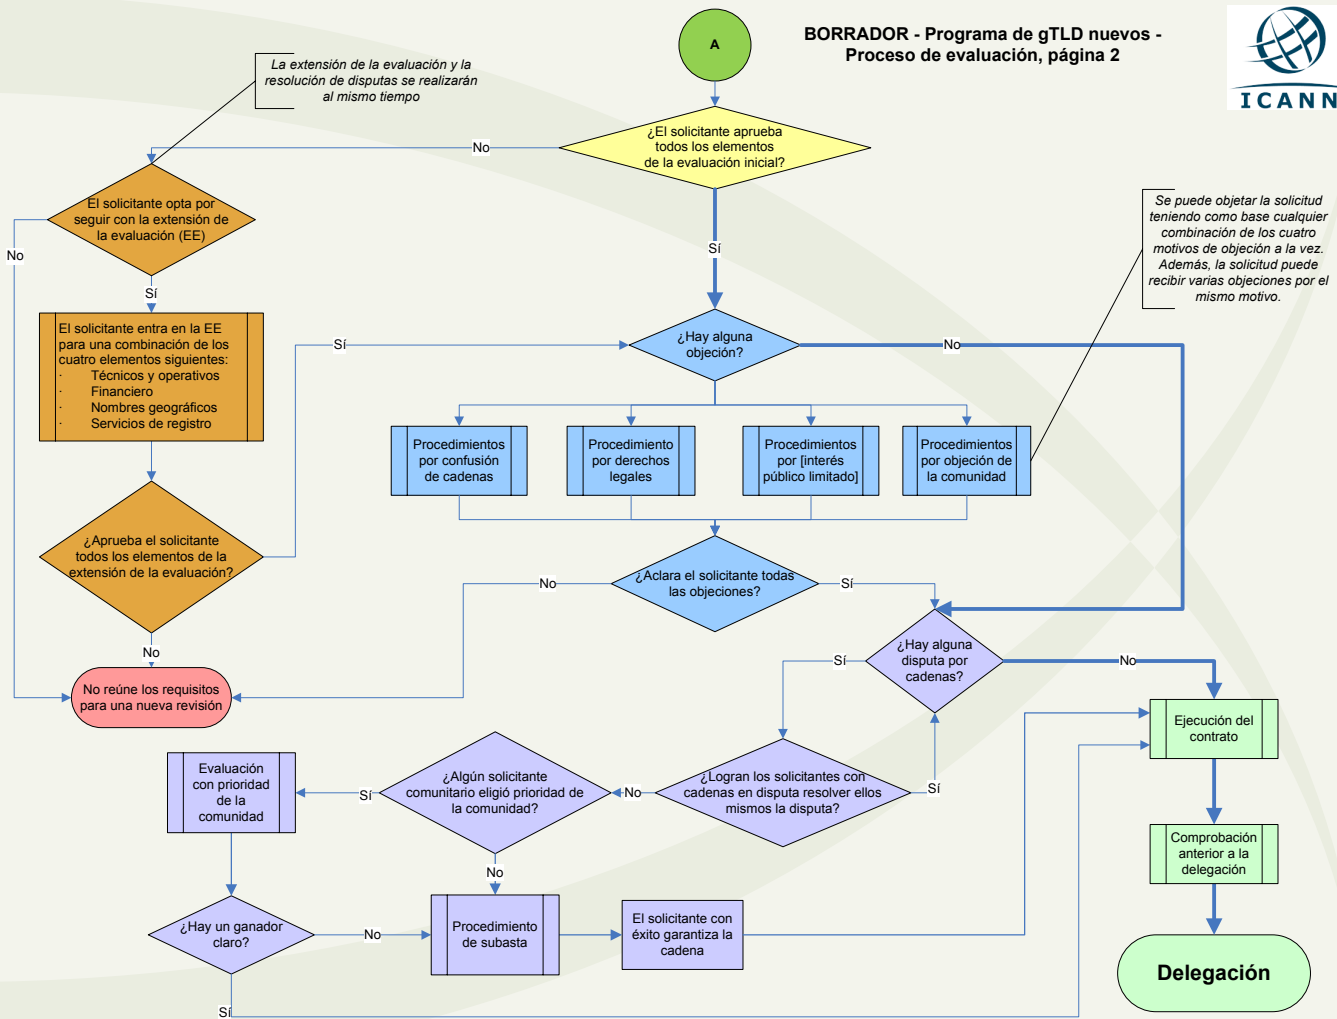 A
BORRADOR - Programa de gTLD nuevos -
Proceso de evaluación, página 2
ICANN
La extensión de la evaluación y la
resolución de disputas se realizarán
al mismo tiempo
¿El solicitante aprueba
todos los elementos
de la evaluación inicial?
No
Sí
El solicitante opta por
seguir con la extensión de
la evaluación (EE)
No
Sí
Se puede objetar la solicitud
teniendo como base cualquier
combinación de los cuatro
motivos de objeción a la vez.
Además, la solicitud puede
recibir varias objeciones por el
mismo motivo.
El solicitante entra en la EE
para una combinación de los
cuatro elementos siguientes:
· Técnicos y operativos
· Financiero
· Nombres geográficos
· Servicios de registro
Sí
¿Hay alguna
objeción?
No
Procedimientos
por confusión
de cadenas
Procedimiento
por derechos
legales
Procedimientos
por [interés
público limitado]
Procedimientos
por objeción de
la comunidad
¿Aprueba el solicitante
todos los elementos de la
extensión de la evaluación?
No
¿Aclara el solicitante todas
las objeciones?
No
Sí
No reúne los requisitos
para una nueva revisión
¿Hay alguna
disputa por
cadenas?
Sí
No
Ejecución del
contrato
Evaluación
con prioridad
de la
comunidad
Sí
¿Algún solicitante
comunitario eligió prioridad de
la comunidad?
No
¿Logran los solicitantes con
cadenas en disputa resolver ellos
mismos la disputa?
Sí
No
Comprobación
anterior a la
delegación
¿Hay un ganador
claro?
No
Procedimiento
de subasta
El solicitante con
éxito garantiza la
cadena
Delegación
Sí